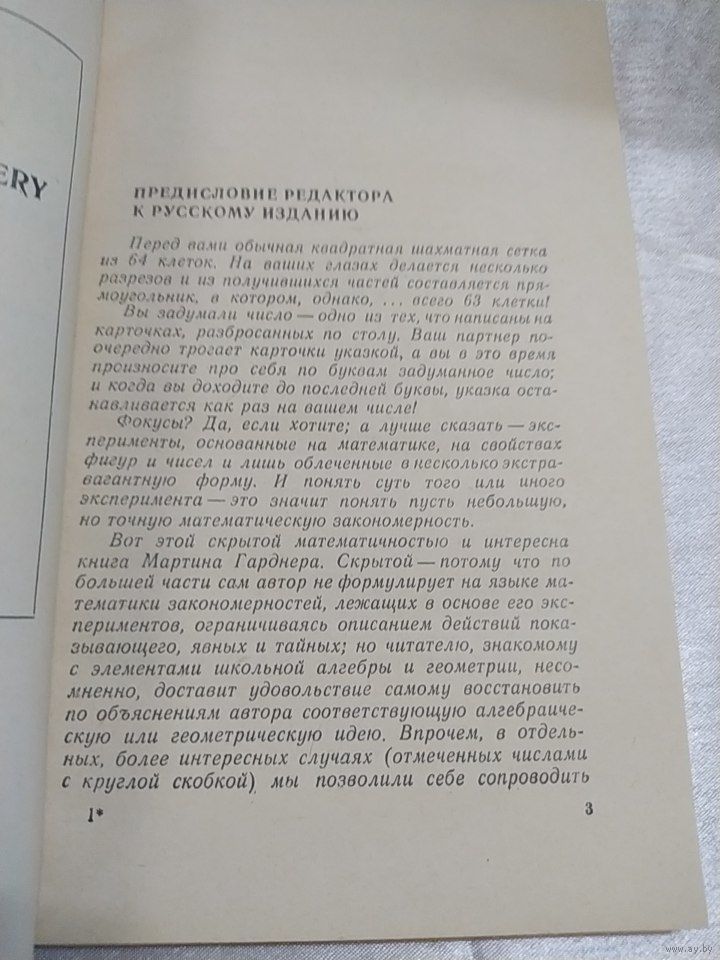 ERY
ПРЕДИСЛОВИЕ РЕДАКТОРА
К РУССКОМУ ИЗДАНИЮ
Перед вами обычная квадратная шахматная сетка
из 64 клеток. На ваших глазах делается несколько
разрезов и из получившихся частей составляется пря-
моугольник, в котором, однако, ... всего 63 клетки!
Вы задумали число — одно из тех, что написаны на
карточках, разбросанных по столу. Ваш партнер по-
очередно трогает карточки указкой, а вы в это время
произносите про себя по буквам задуманное число;
и когда вы доходите до последней буквы, указка оста-
навливается как раз на вашем числе!
Фокусы? Да, если хотите; а лучше сказать — экс-
перименты, основанные на математике, на свойствах
фигур и чисел и лишь облеченные в несколько экстра-
вагантную форму. И понять суть того или иного
эксперимента — это значит понять пусть небольшую,
но точную математическую закономерность.
Вот этой скрытой математичностью и интересна
книга Мартина Гарднера. Скрытой — потому что по
большей части сам автор не формулирует на языке ма-
тематики закономерностей, лежащих в основе его экс-
периментов, ограничиваясь описанием действий пока-
зывающего, явных и тайных; но читателю, знакомому
с элементами школьной алгебры и геометрии, несо-
мненно, доставит удовольствие самому восстановить
по объяснениям автора соответствующую алгебраиче-
скую или геометрическую идею. Впрочем, в отдель-
ных, более интересных случаях (отмеченных числами
с круглой скобкой) мы позволили себе сопроводить
1* 3
www.ay.by